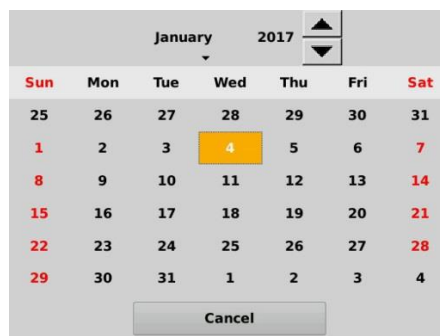 January 2017
Sun Mon Tue Wed Thu Fri Sat
25 26 27 28 29 30 31
1 2 3 4 5 6 7
8 9 10 11 12 13 14
15 16 17 18 19 20 21
22 23 24 25 26 27 28
29 30 31 1 2 3 4
Cancel